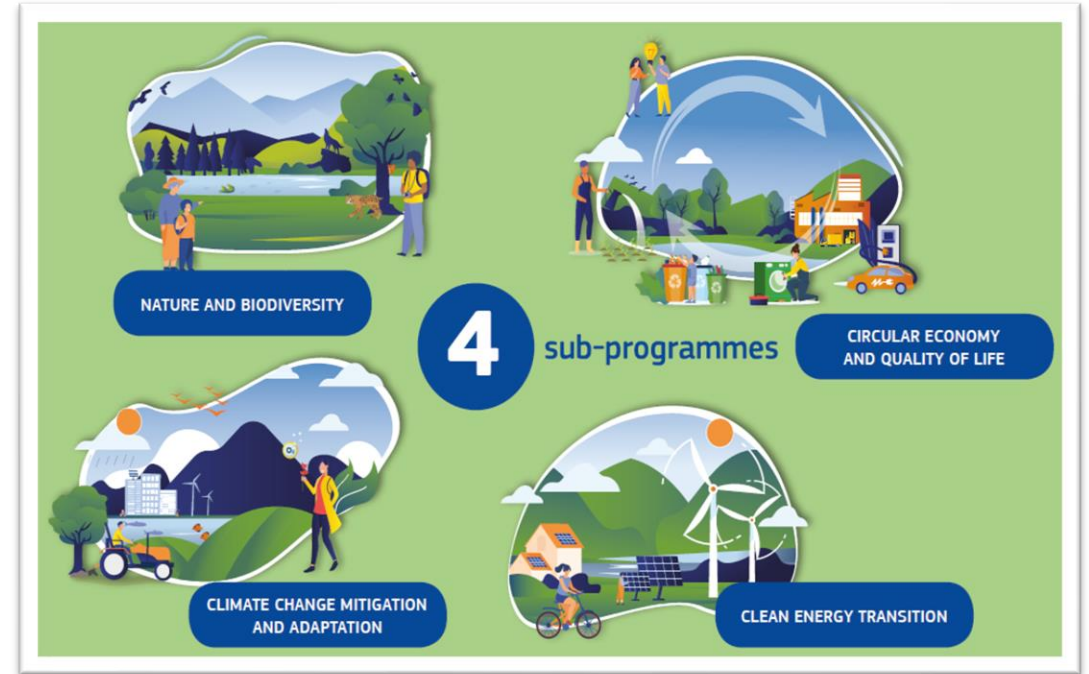 NATURE AND BIODIVERSITY
4 sub-programmes
CIRCULAR ECONOMY
AND QUALITY OF LIFE
CLIMATE CHANGE MITIGATION
AND ADAPTATION
CLEAN ENERGY TRANSITION